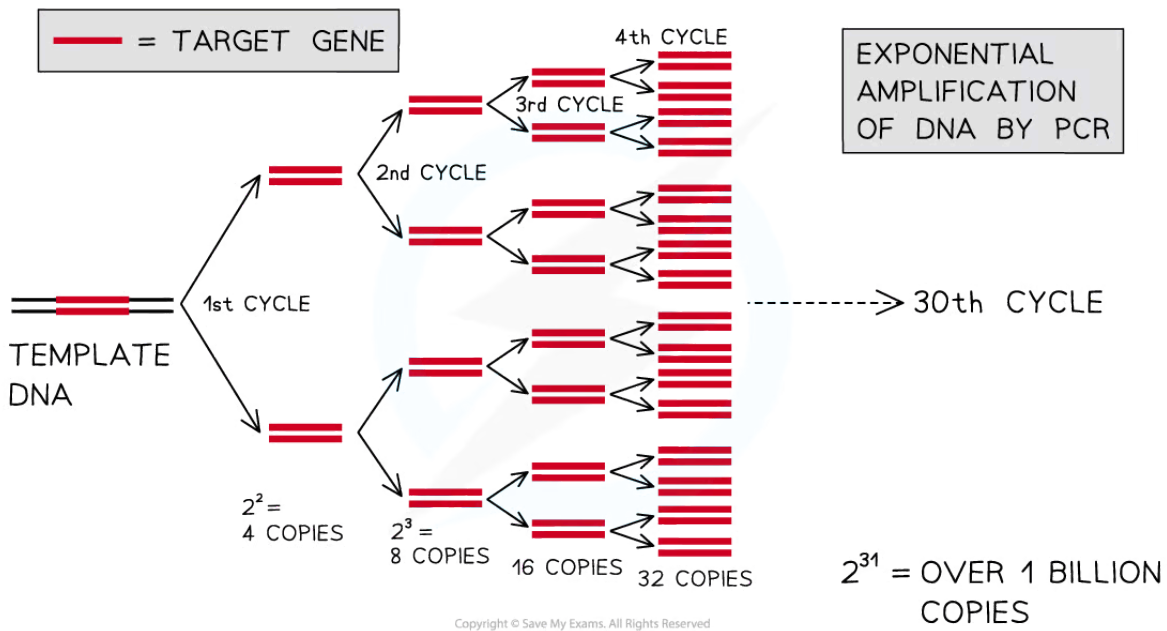 = TARGET GENE
4th CYCLE
EXPONENTIAL
AMPLIFICATION
OF DNA BY PCR
3rd CYCLE
2nd CYCLE
1st CYCLE
30th CYCLE
TEMPLATE
DNA
2² =
4 COPIES
2³ =
8 COPIES
16 COPIES
32 COPIES
2³¹ = OVER 1 BILLION
COPIES
Copyright © Save My Exams. All Rights Reserved